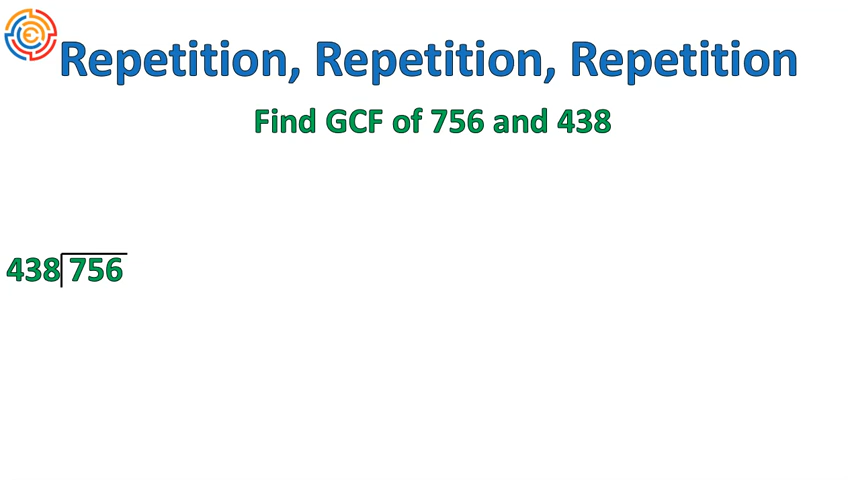 Repetition, Repetition, Repetition
Find GCF of 756 and 438
438 756